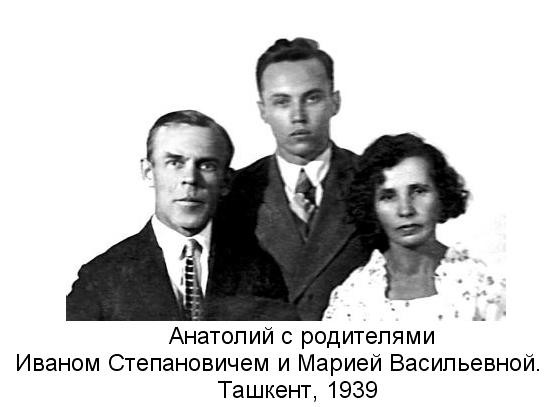 Анатолий с родителями
Иваном Степановичем и Марией Васильевной.
Ташкент, 1939